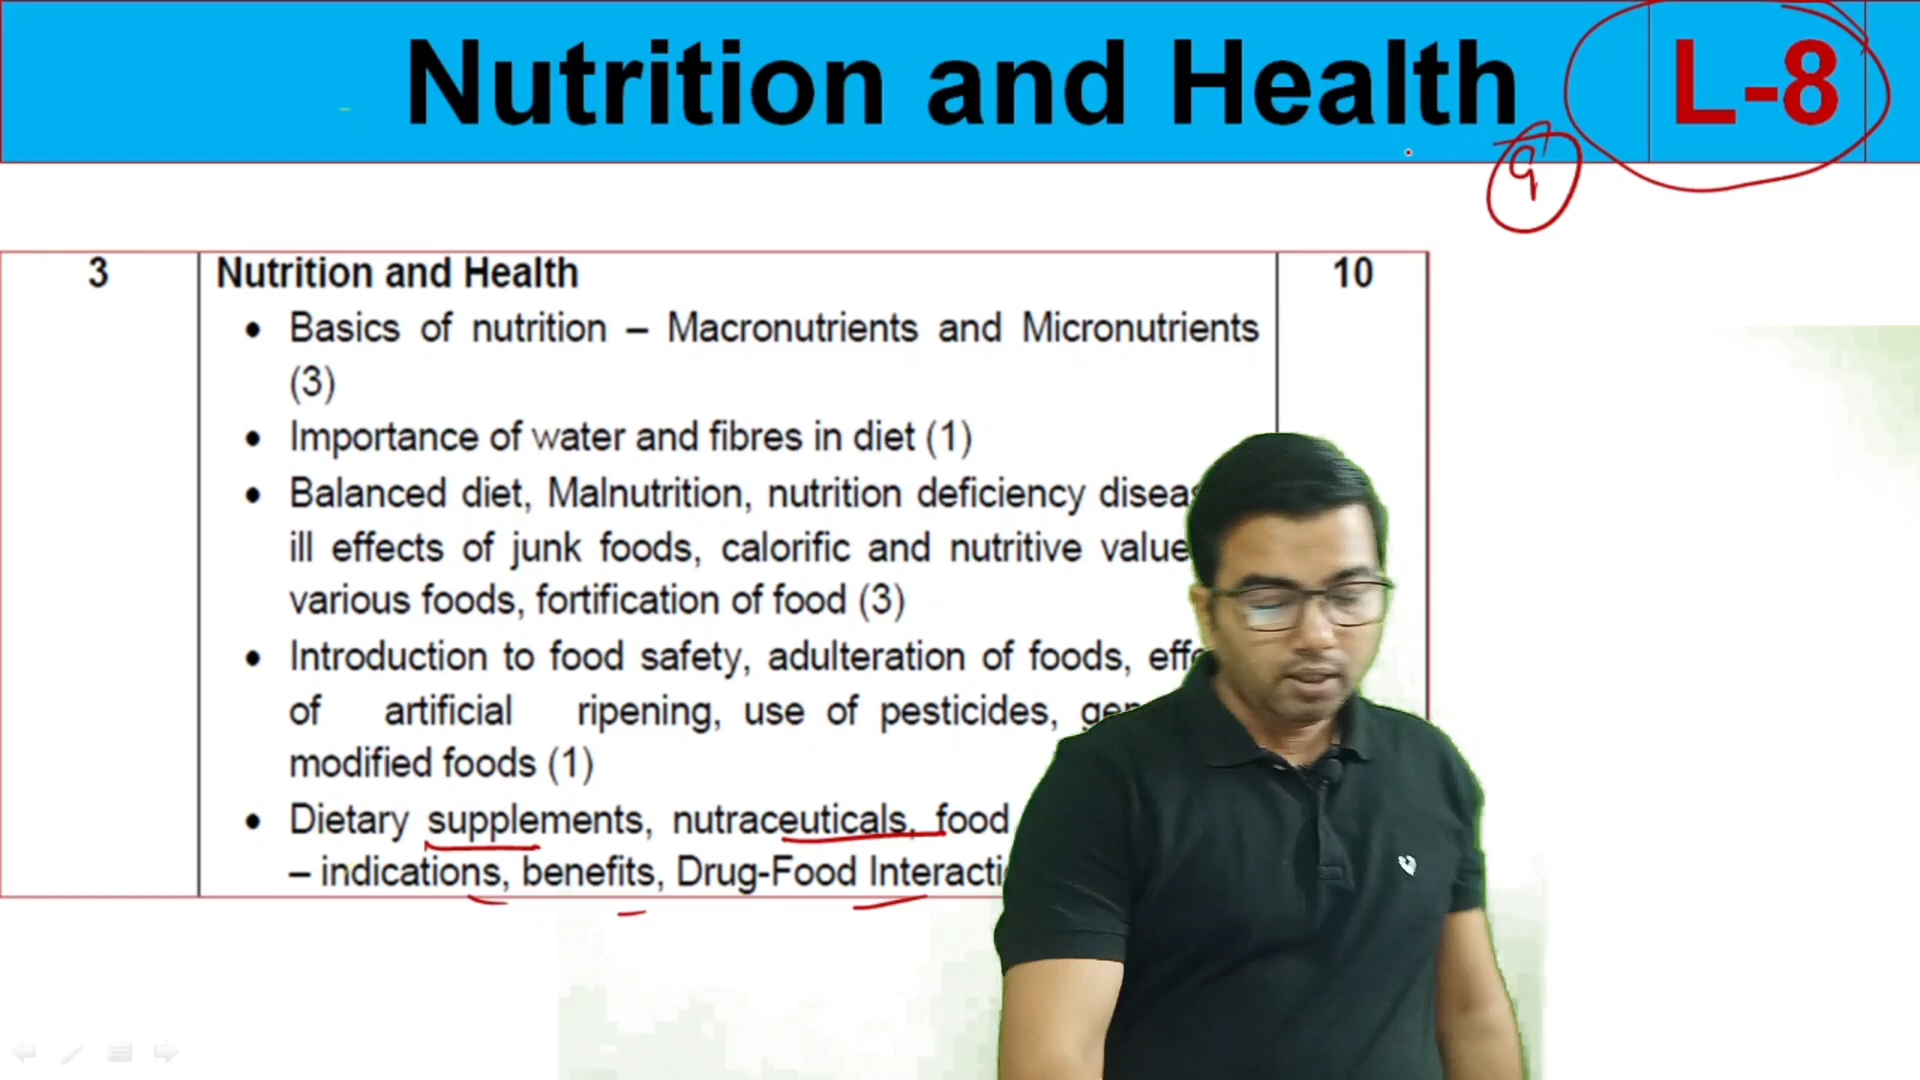 Nutrition and Health L-8
9
3 Nutrition and Health 10
• Basics of nutrition – Macronutrients and Micronutrients
(3)
• Importance of water and fibres in diet (1)
• Balanced diet, Malnutrition, nutrition deficiency
ill effects of junk foods, calorific and nutritive value
various foods, fortification of food (3)
• Introduction to food safety, adulteration of foods,
of artificial ripening, use of pesticides,
modified foods (1)
• Dietary supplements, nutraceuticals, food
– indications, benefits, Drug-Food